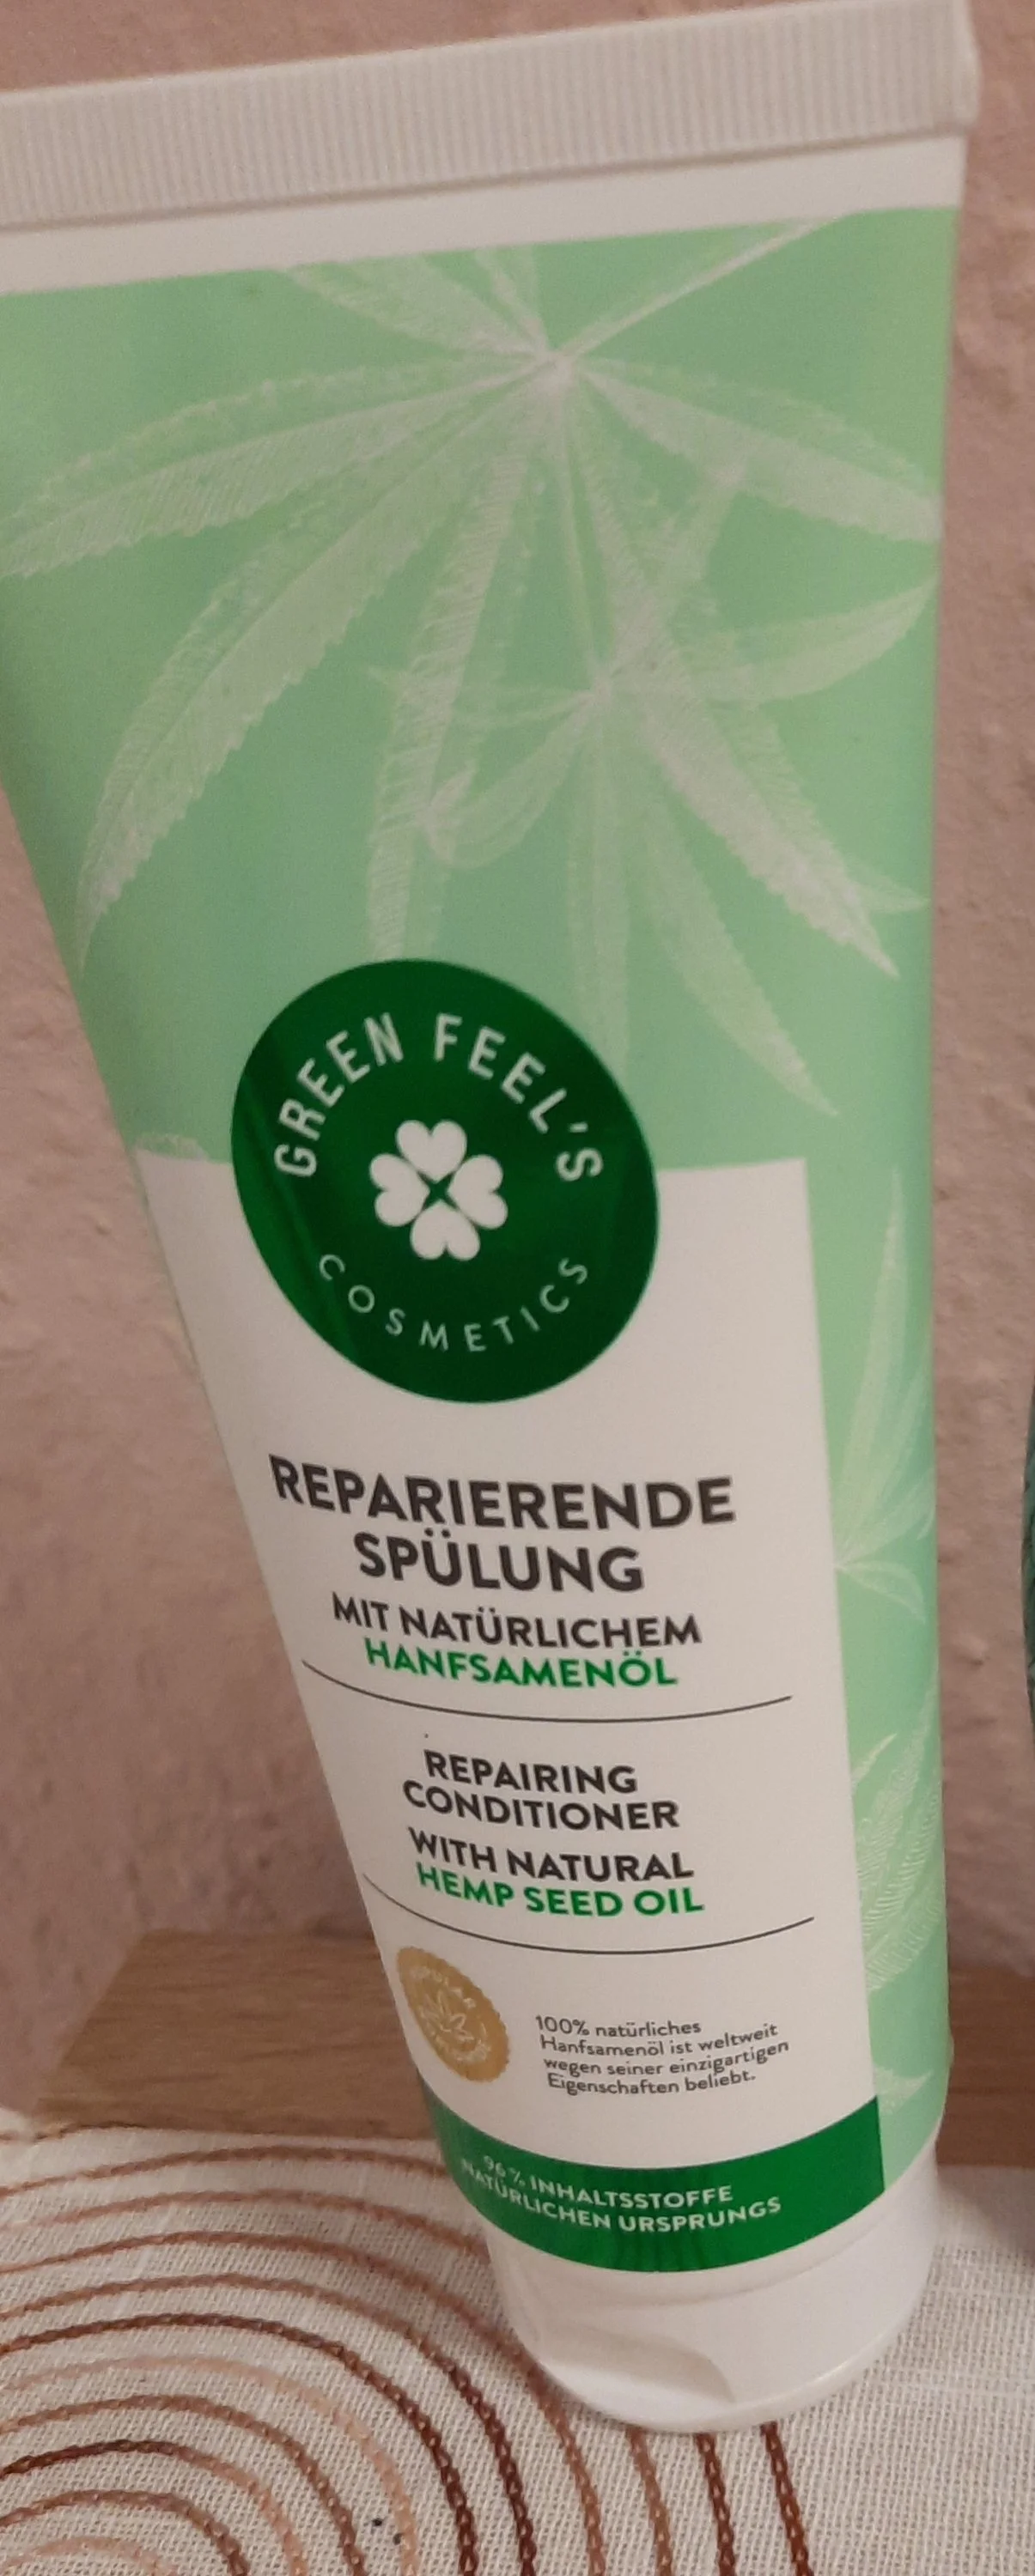 GREEN FEEL'S
COSMETICS
REPARIERENDE
SPÜLUNG
MIT NATÜRLICHEM
HANFSAMENÖL
REPAIRING
CONDITIONER
WITH NATURAL
HEMP SEED OIL
100% natürliches
Hanfsamenöl ist weltweit
wegen seiner einzigartigen
Eigenschaften beliebt.
96% INHALTSSTOFFE
NATÜRLICHEN URSPRUNGS